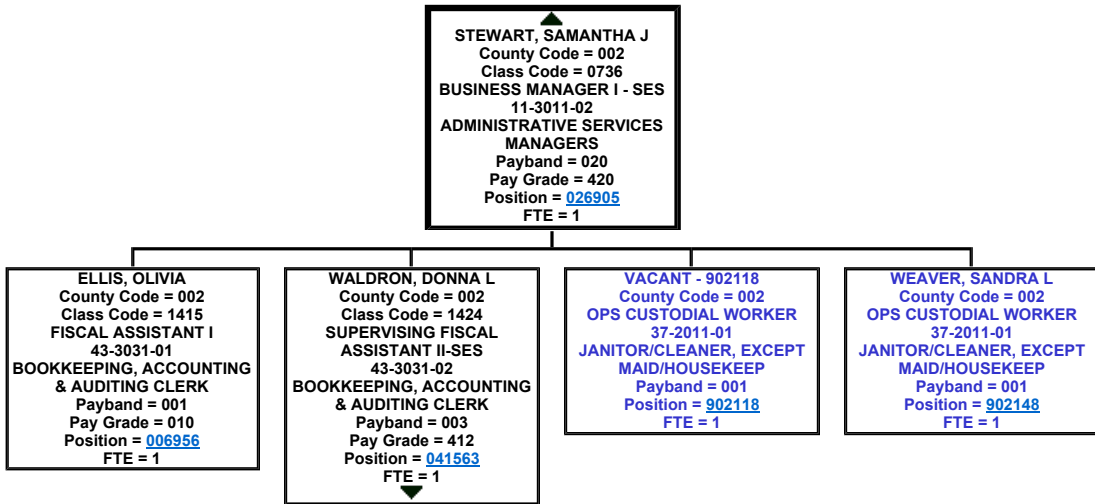 STEWART, SAMANTHA J
County Code = 002
Class Code = 0736
BUSINESS MANAGER I - SES
11-3011-02
ADMINISTRATIVE SERVICES
MANAGERS
Payband = 020
Pay Grade = 420
Position = 026905
FTE = 1
ELLIS, OLIVIA
County Code = 002
Class Code = 1415
FISCAL ASSISTANT I
43-3031-01
BOOKKEEPING, ACCOUNTING
& AUDITING CLERK
Payband = 001
Pay Grade = 010
Position = 006956
FTE = 1
WALDRON, DONNA L
County Code = 002
Class Code = 1424
SUPERVISING FISCAL
ASSISTANT II-SES
43-3031-02
BOOKKEEPING, ACCOUNTING
& AUDITING CLERK
Payband = 003
Pay Grade = 412
Position = 041563
FTE = 1
VACANT - 902118
County Code = 002
OPS CUSTODIAL WORKER
37-2011-01
JANITOR/CLEANER, EXCEPT
MAID/HOUSEKEEP
Payband = 001
Position = 902118
FTE = 1
WEAVER, SANDRA L
County Code = 002
OPS CUSTODIAL WORKER
37-2011-01
JANITOR/CLEANER, EXCEPT
MAID/HOUSEKEEP
Payband = 001
Position = 902148
FTE = 1